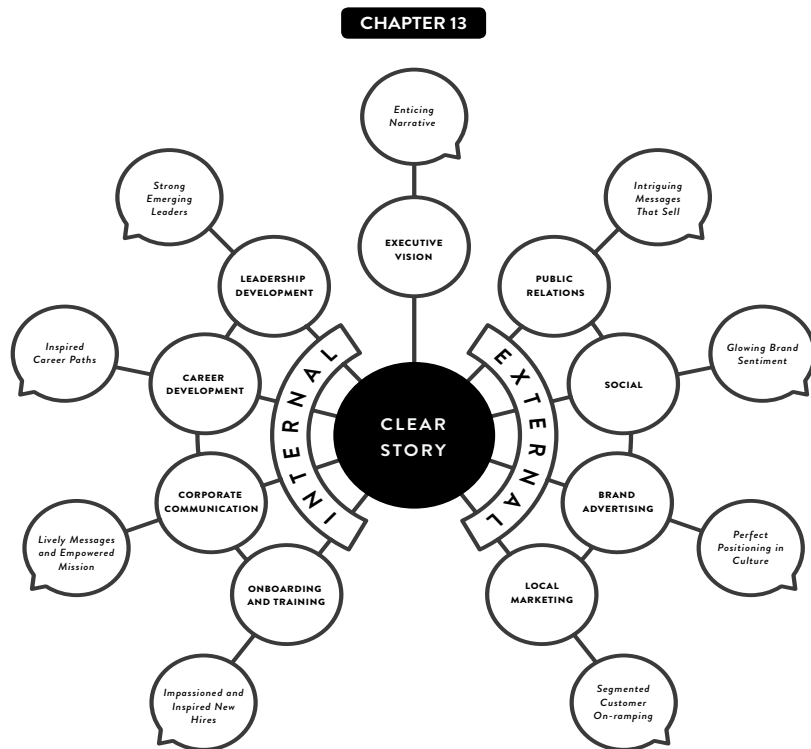 CHAPTER 13
Enticing
Narrative
EXECUTIVE
VISION
Strong
Emerging
Leaders
LEADERSHIP
DEVELOPMENT
Inspired
Career Paths
CAREER
DEVELOPMENT
Lively Messages
and Empowered
Mission
CORPORATE
COMMUNICATION
Impassioned and
Inspired New
Hires
ONBOARDING
AND TRAINING
INTERNAL
CLEAR
STORY
EXTERNAL
Intriguing
Messages
That Sell
PUBLIC
RELATIONS
Glowing Brand
Sentiment
SOCIAL
Perfect
Positioning in
Culture
BRAND
ADVERTISING
Segmented
Customer
On-ramping
LOCAL
MARKETING